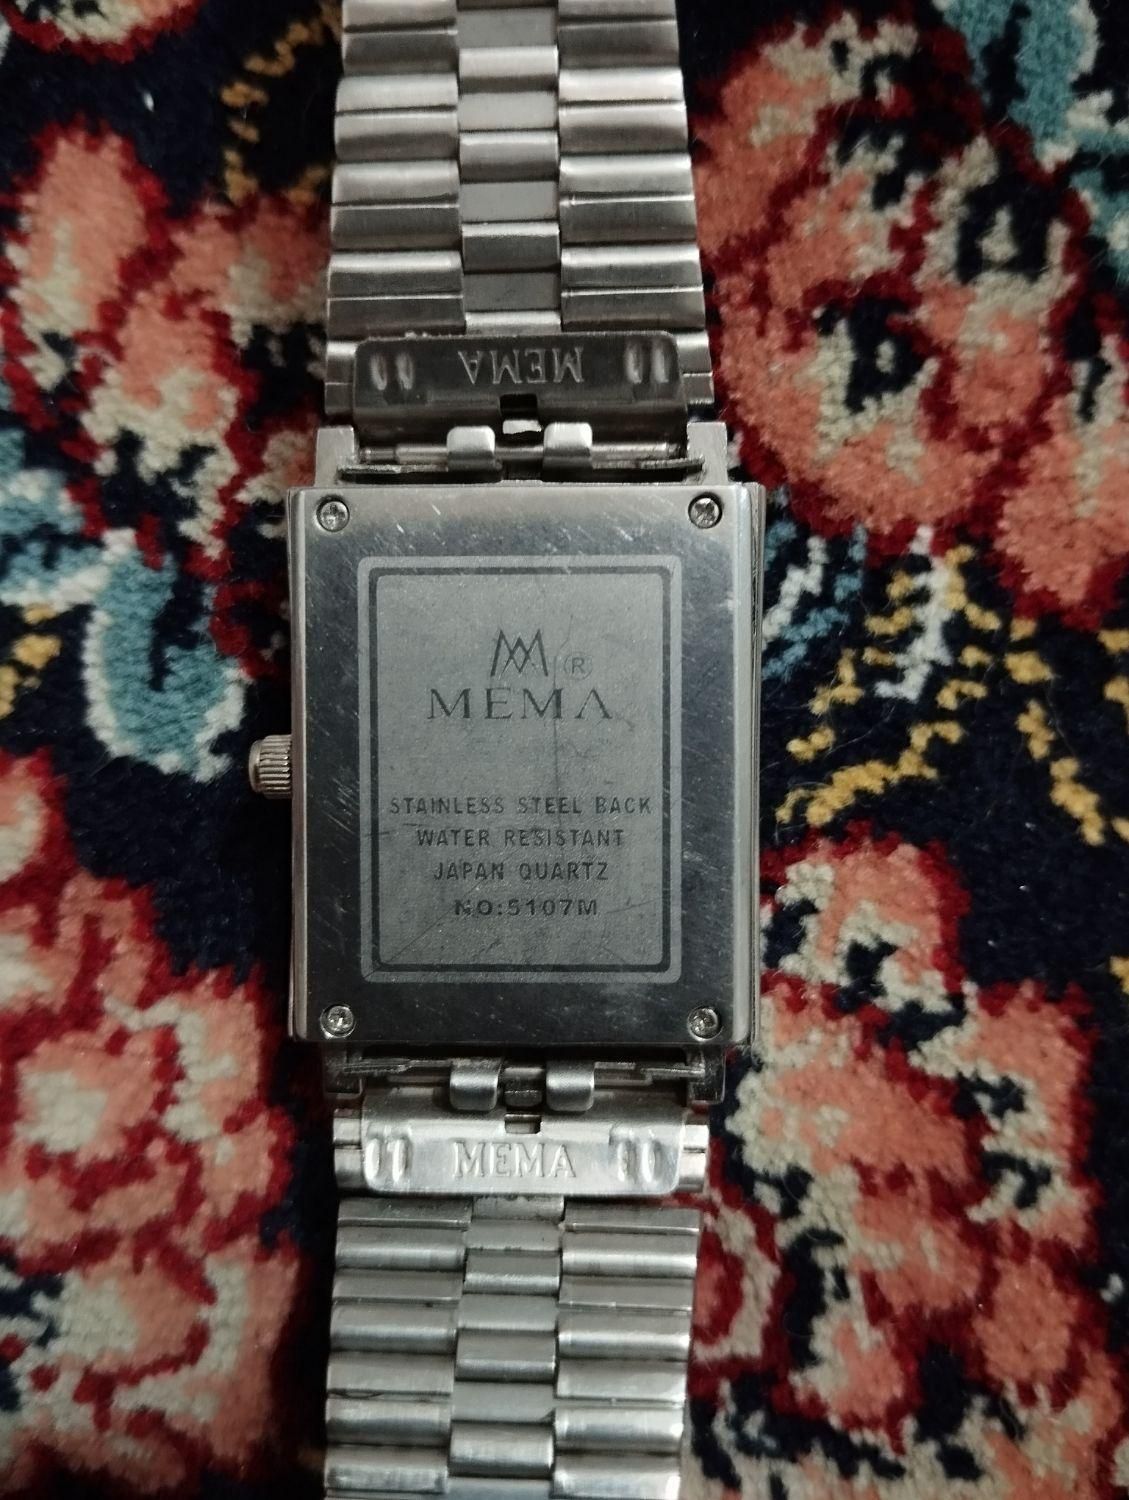 MEMA
®
MEMA
STAINLESS STEEL BACK
WATER RESISTANT
JAPAN QUARTZ
NO:5107M
MEMA